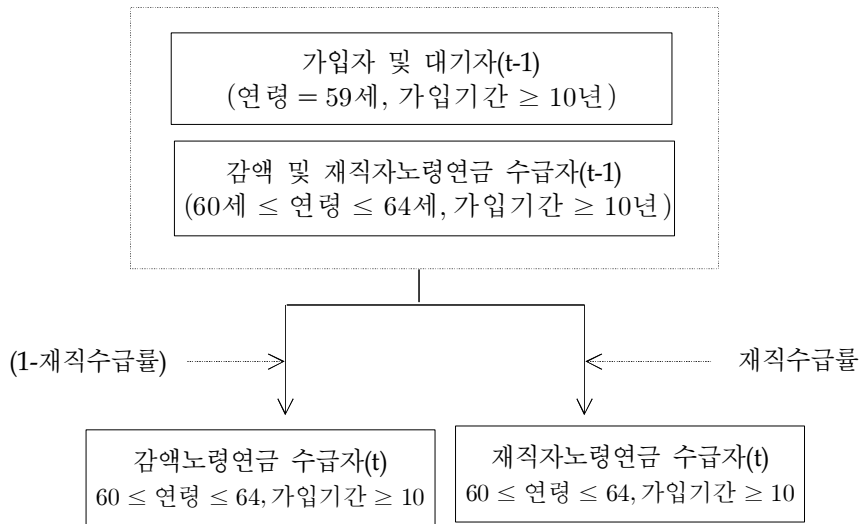 가입자 및 대기자(t-1)
(연령 = 59세, 가입기간 ≥ 10년)
감액 및 재직자노령연금 수급자(t-1)
(60세 ≤ 연령 ≤ 64세, 가입기간 ≥ 10년)
(1-재직수급률)
재직수급률
감액노령연금 수급자(t)
60 ≤ 연령 ≤ 64, 가입기간 ≥ 10
재직자노령연금 수급자(t)
60 ≤ 연령 ≤ 64, 가입기간 ≥ 10